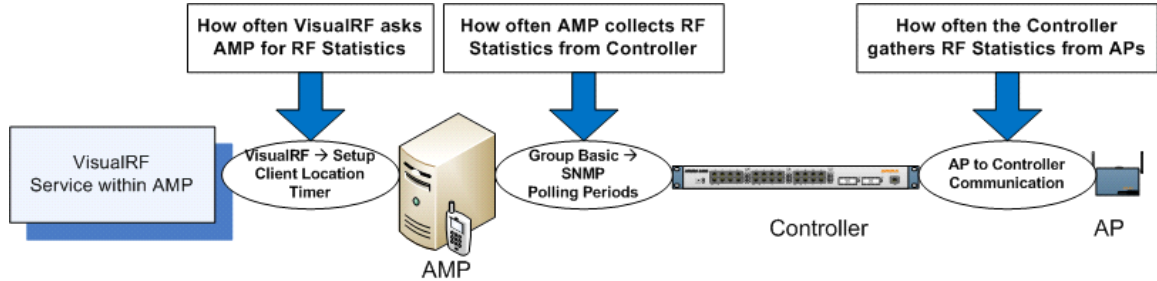 How often VisualRF asks
AMP for RF Statistics
How often AMP collects RF
Statistics from Controller
How often the Controller
gathers RF Statistics from APs
VisualRF
Service within AMP
VisualRF → Setup
Client Location
Timer
Group Basic →
SNMP
Polling Periods
AP to Controller
Communication
AMP
Controller
AP